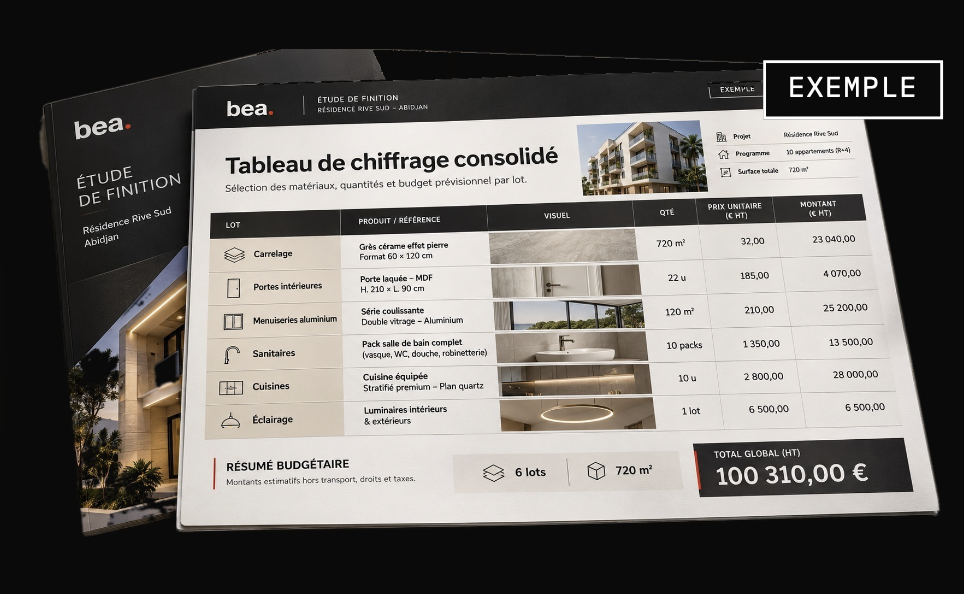 EXEMPLE
bea.
ÉTUDE
DE FINITION
Résidence Rive Sud
Abidjan
bea.
ÉTUDE DE FINITION
RÉSIDENCE RIVE SUD – ABIDJAN
EXEMPLE
Tableau de chiffrage consolidé
Sélection des matériaux, quantités et budget prévisionnel par lot.
Projet Résidence Rive Sud
Programme 10 appartements (R+4)
Surface totale 720 m²
LOT PRODUIT / RÉFÉRENCE VISUEL QTÉ PRIX UNITAIRE (€ HT) MONTANT (€ HT)
Carrelage Grès cérame effet pierre 720 m² 32,00 23 040,00
Format 60 × 120 cm
Portes intérieures Porte laquée – MDF 22 u 185,00 4 070,00
H. 210 × L. 90 cm
Menuiseries aluminium Série coulissante 120 m² 210,00 25 200,00
Double vitrage – Aluminium
Sanitaires Pack salle de bain complet 10 packs 1 350,00 13 500,00
(vasque, WC, douche, robinetterie)
Cuisines Cuisine équipée 10 u 2 800,00 28 000,00
Stratifié premium – Plan quartz
Éclairage Luminaires intérieurs 1 lot 6 500,00 6 500,00
& extérieurs
RÉSUMÉ BUDGÉTAIRE
Montants estimatifs hors transport, droits et taxes.
6 lots 720 m²
TOTAL GLOBAL (HT)
100 310,00 €